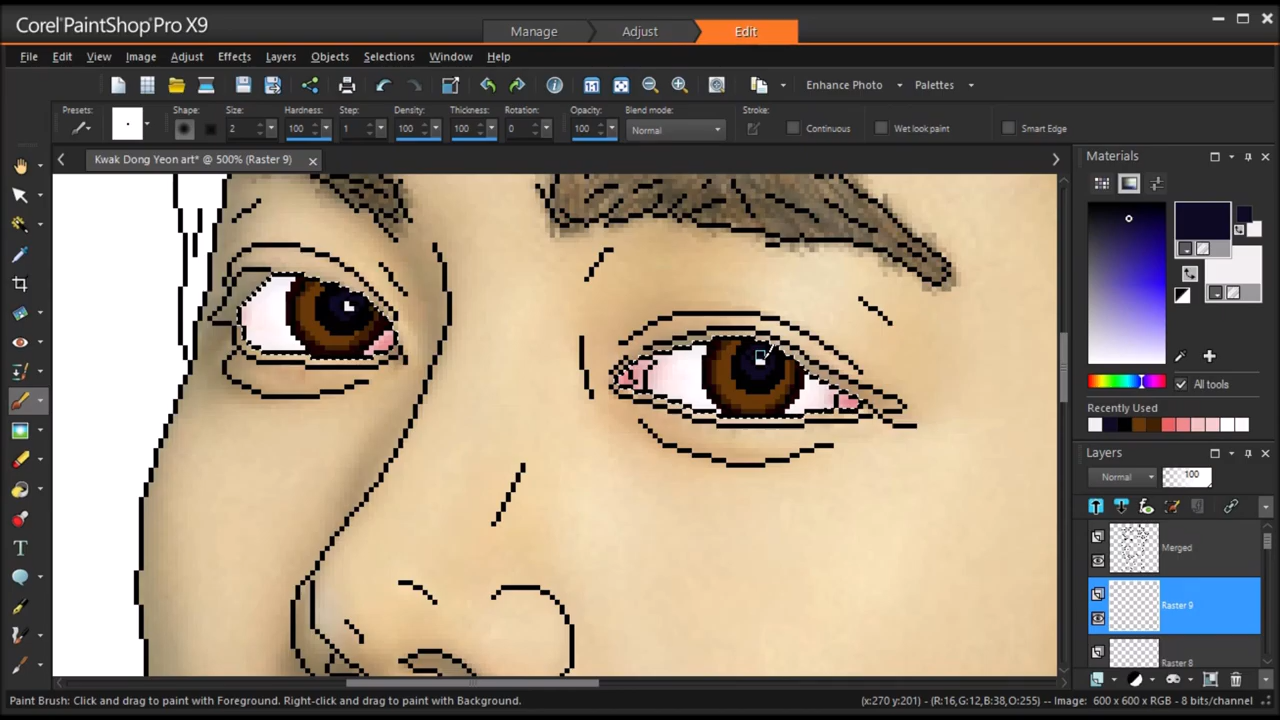 Corel PaintShop Pro X9
Manage Adjust Edit
File Edit View Image Adjust Effects Layers Objects Selections Window Help
Enhance Photo Palettes
Presets: Shape: Size: Hardness: Step: Density: Thickness: Rotation: Opacity: Blend mode: Stroke:
2 100 1 100 100 0 100 Normal Continuous Wet look paint Smart Edge
Kwak Dong Yeon art* @ 500% (Raster 9)
Materials
All tools
Recently Used
Layers
Normal 100
Merged
Raster 9
Raster 8
Paint Brush: Click and drag to paint with Foreground. Right-click and drag to paint with Background.
(x:270 y:201) - (R:16,G:12,B:38,O:255) -- Image: 600 x 600 x RGB - 8 bits/channel